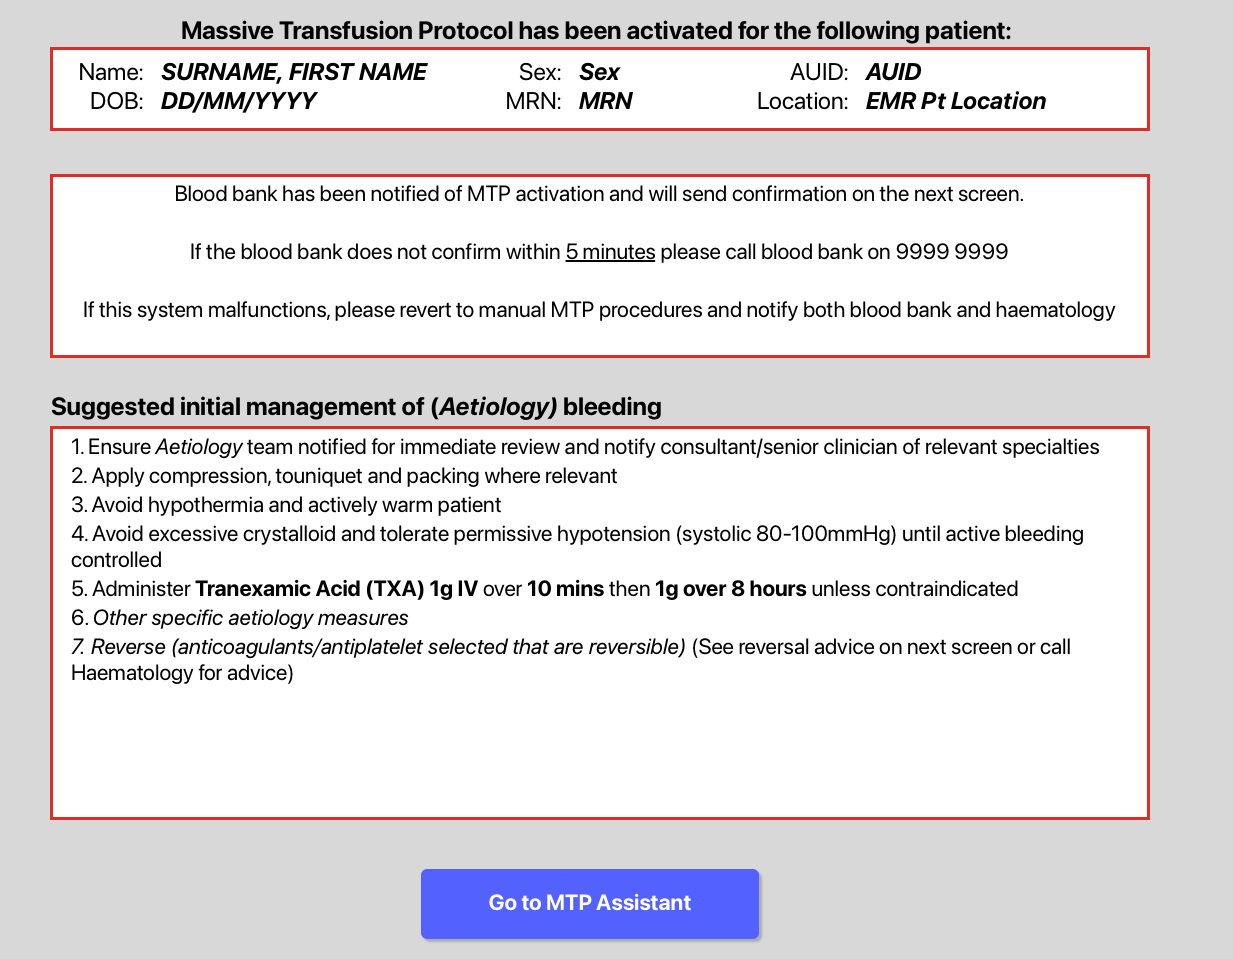 Massive Transfusion Protocol has been activated for the following patient:
Name: SURNAME, FIRST NAME Sex: Sex AUID: AUID
DOB: DD/MM/YYYY MRN: MRN Location: EMR Pt Location
Blood bank has been notified of MTP activation and will send confirmation on the next screen.
If the blood bank does not confirm within 5 minutes please call blood bank on 9999 9999
If this system malfunctions, please revert to manual MTP procedures and notify both blood bank and haematology
Suggested initial management of (Aetiology) bleeding
1. Ensure Aetiology team notified for immediate review and notify consultant/senior clinician of relevant specialties
2. Apply compression, touniquet and packing where relevant
3. Avoid hypothermia and actively warm patient
4. Avoid excessive crystalloid and tolerate permissive hypotension (systolic 80-100mmHg) until active bleeding
controlled
5. Administer Tranexamic Acid (TXA) 1g IV over 10 mins then 1g over 8 hours unless contraindicated
6. Other specific aetiology measures
7. Reverse (anticoagulants/antiplatelet selected that are reversible) (See reversal advice on next screen or call
Haematology for advice)
Go to MTP Assistant